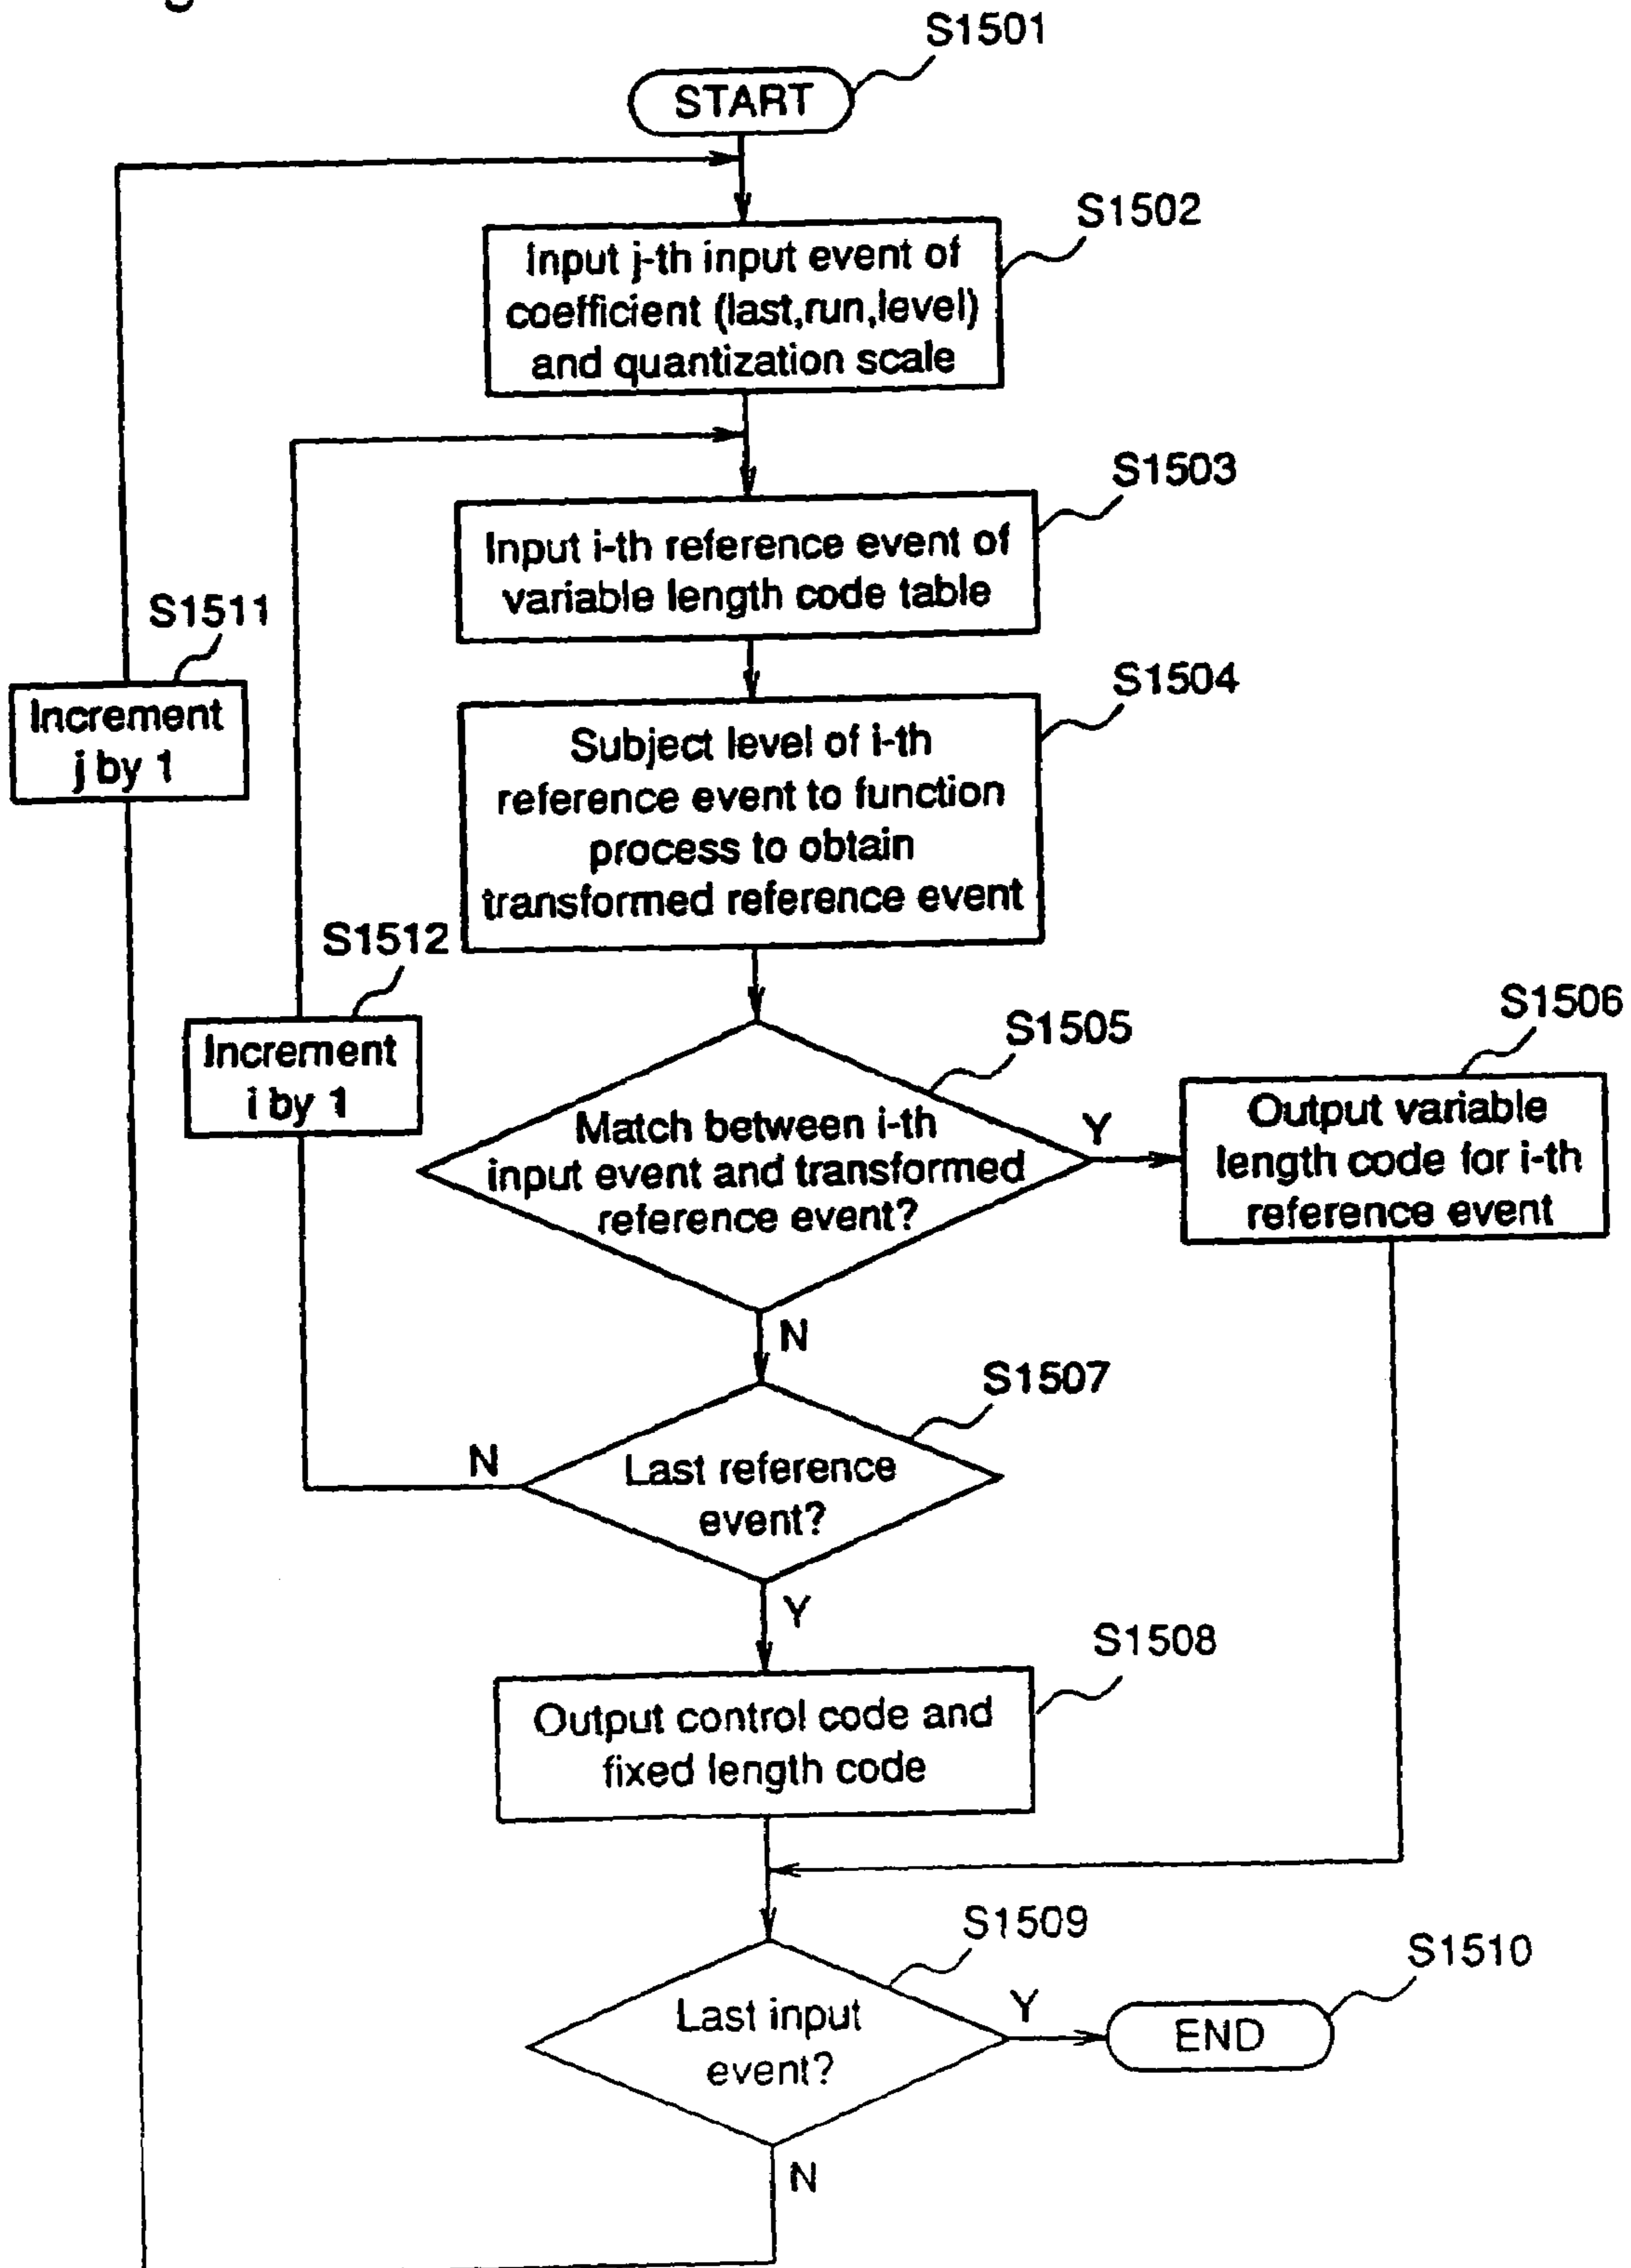 S1501
START
S1502
Input j-th input event of
coefficient (last,run,level)
and quantization scale
S1503
Input i-th reference event of
variable length code table
S1511
Increment
j by 1
S1504
Subject level of i-th
reference event to function
process to obtain
transformed reference event
S1512
Increment
i by 1
S1505
Match between i-th
input event and transformed
reference event?
Y
S1506
Output variable
length code for i-th
reference event
N
S1507
Last reference
event?
N
Y
S1508
Output control code and
fixed length code
S1509
Last input
event?
Y
S1510
END
N